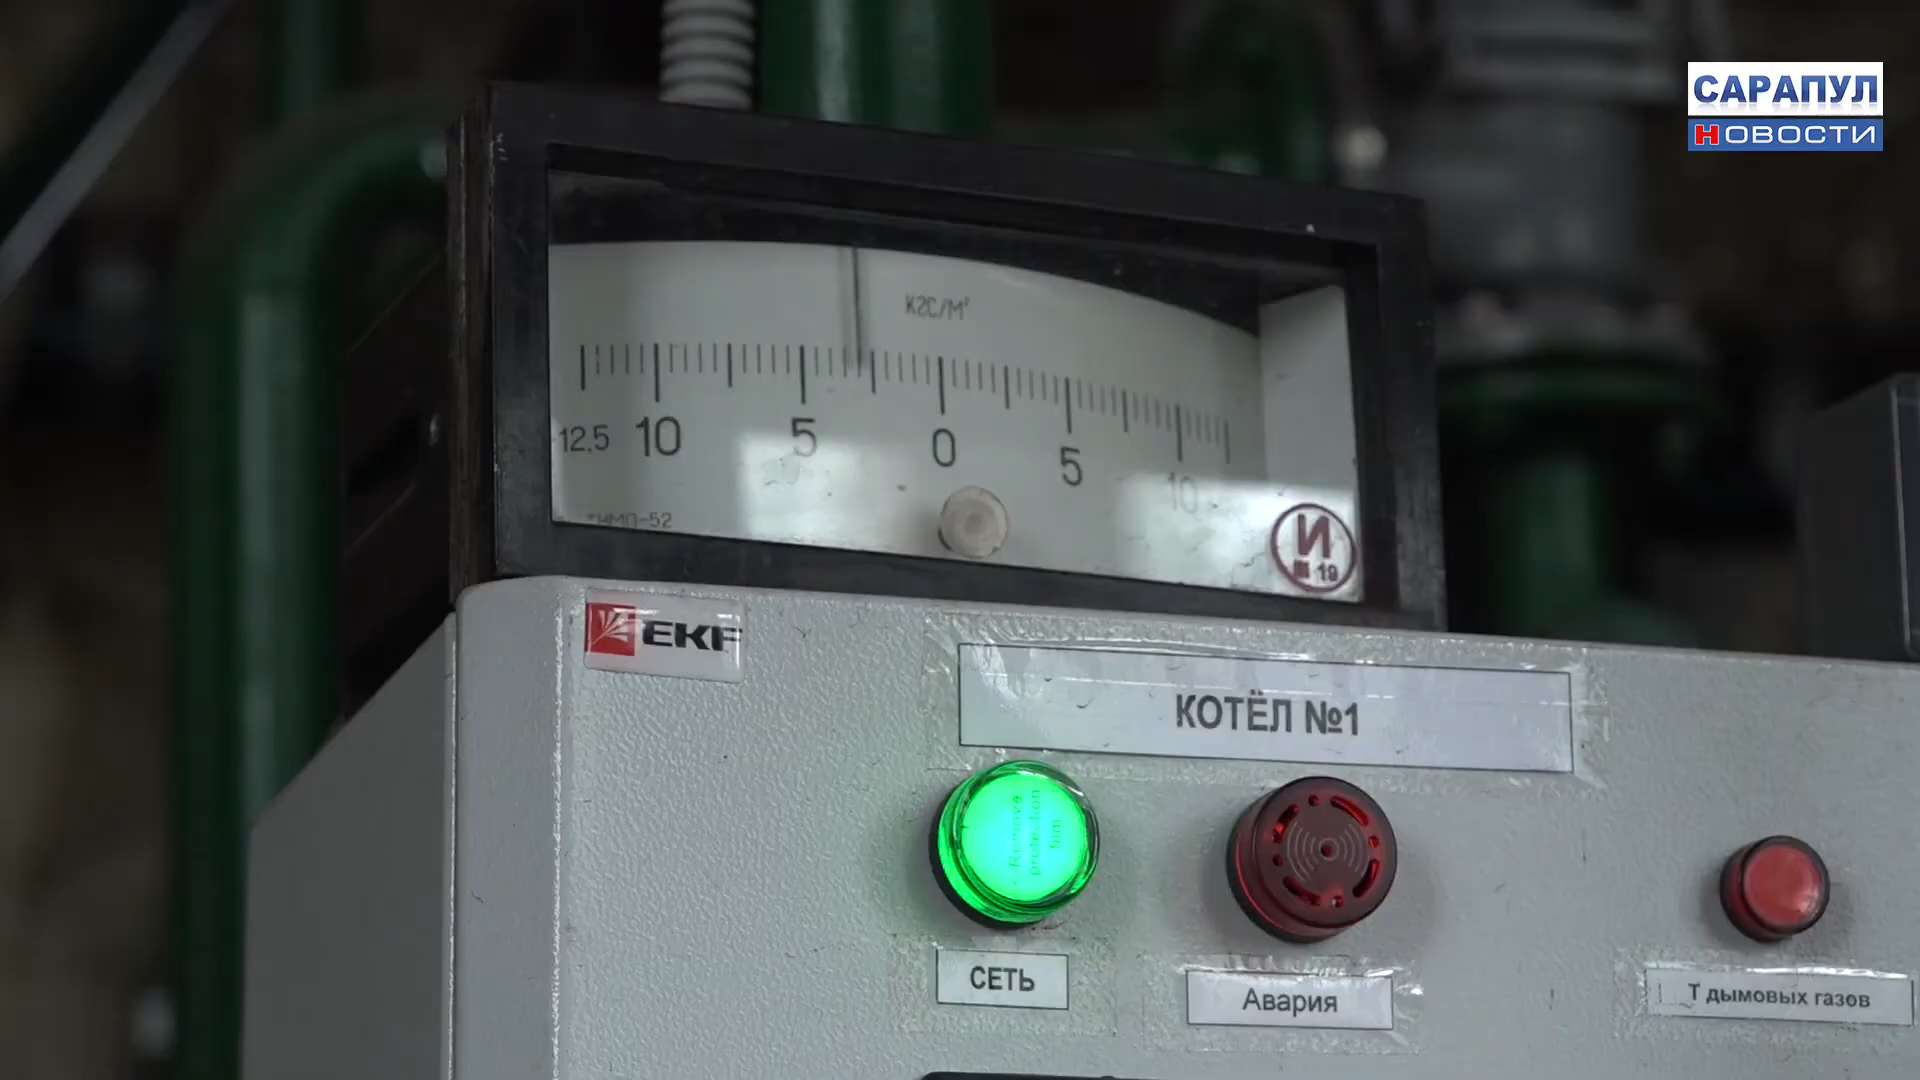 САРАПУЛ
НОВОСТИ
кгс/м²
12,5 10 5 0 5 10
ТНМП-52
И
19
EKF
КОТЁЛ №1
Remove
protection
film
СЕТЬ
Авария
Т дымовых газов